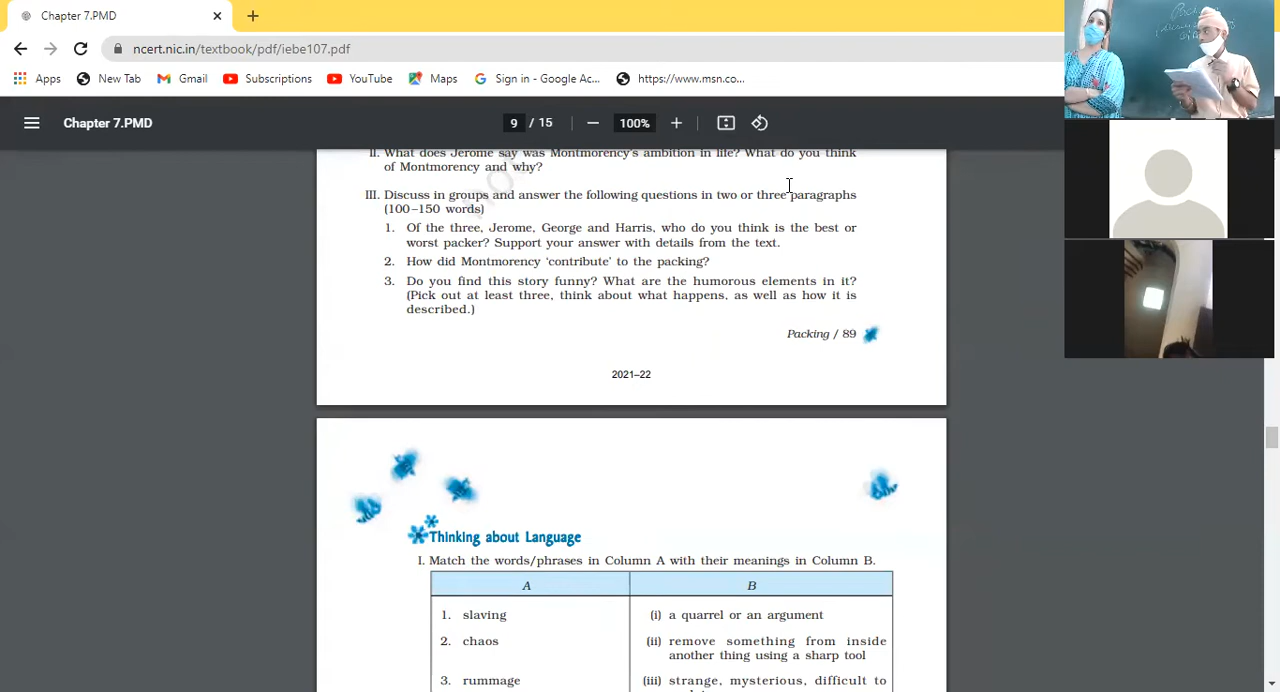 Chapter 7.PMD
ncert.nic.in/textbook/pdf/iebe107.pdf
Apps New Tab Gmail Subscriptions YouTube Maps Sign in - Google Ac... https://www.msn.co...
Chapter 7.PMD 9 / 15 100%
II. What does Jerome say was Montmorency's ambition in life? What do you think
of Montmorency and why?
III. Discuss in groups and answer the following questions in two or three paragraphs
(100–150 words)
1. Of the three, Jerome, George and Harris, who do you think is the best or
worst packer? Support your answer with details from the text.
2. How did Montmorency 'contribute' to the packing?
3. Do you find this story funny? What are the humorous elements in it?
(Pick out at least three, think about what happens, as well as how it is
described.)
Packing / 89
2021–22
Thinking about Language
I. Match the words/phrases in Column A with their meanings in Column B.
A B
1. slaving (i) a quarrel or an argument
2. chaos (ii) remove something from inside
another thing using a sharp tool
3. rummage (iii) strange, mysterious, difficult to